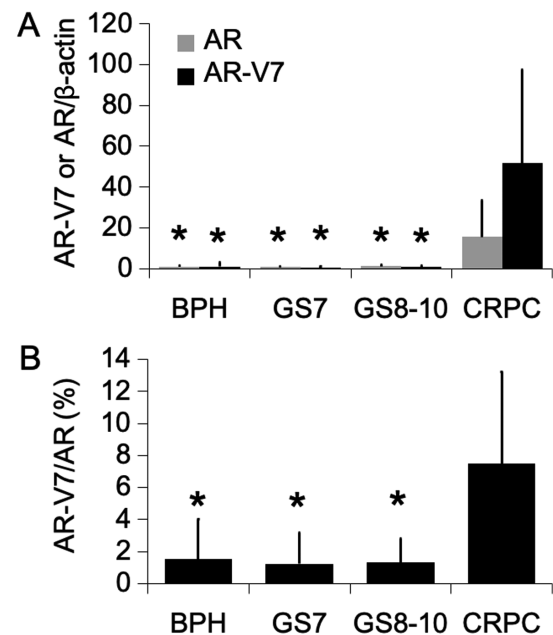 A
AR-V7 or AR/β-actin
120
100
80
60
40
20
0
AR
AR-V7
* * * * * *
BPH GS7 GS8-10 CRPC
B
AR-V7/AR (%)
14
12
10
8
6
4
2
0
* * *
BPH GS7 GS8-10 CRPC